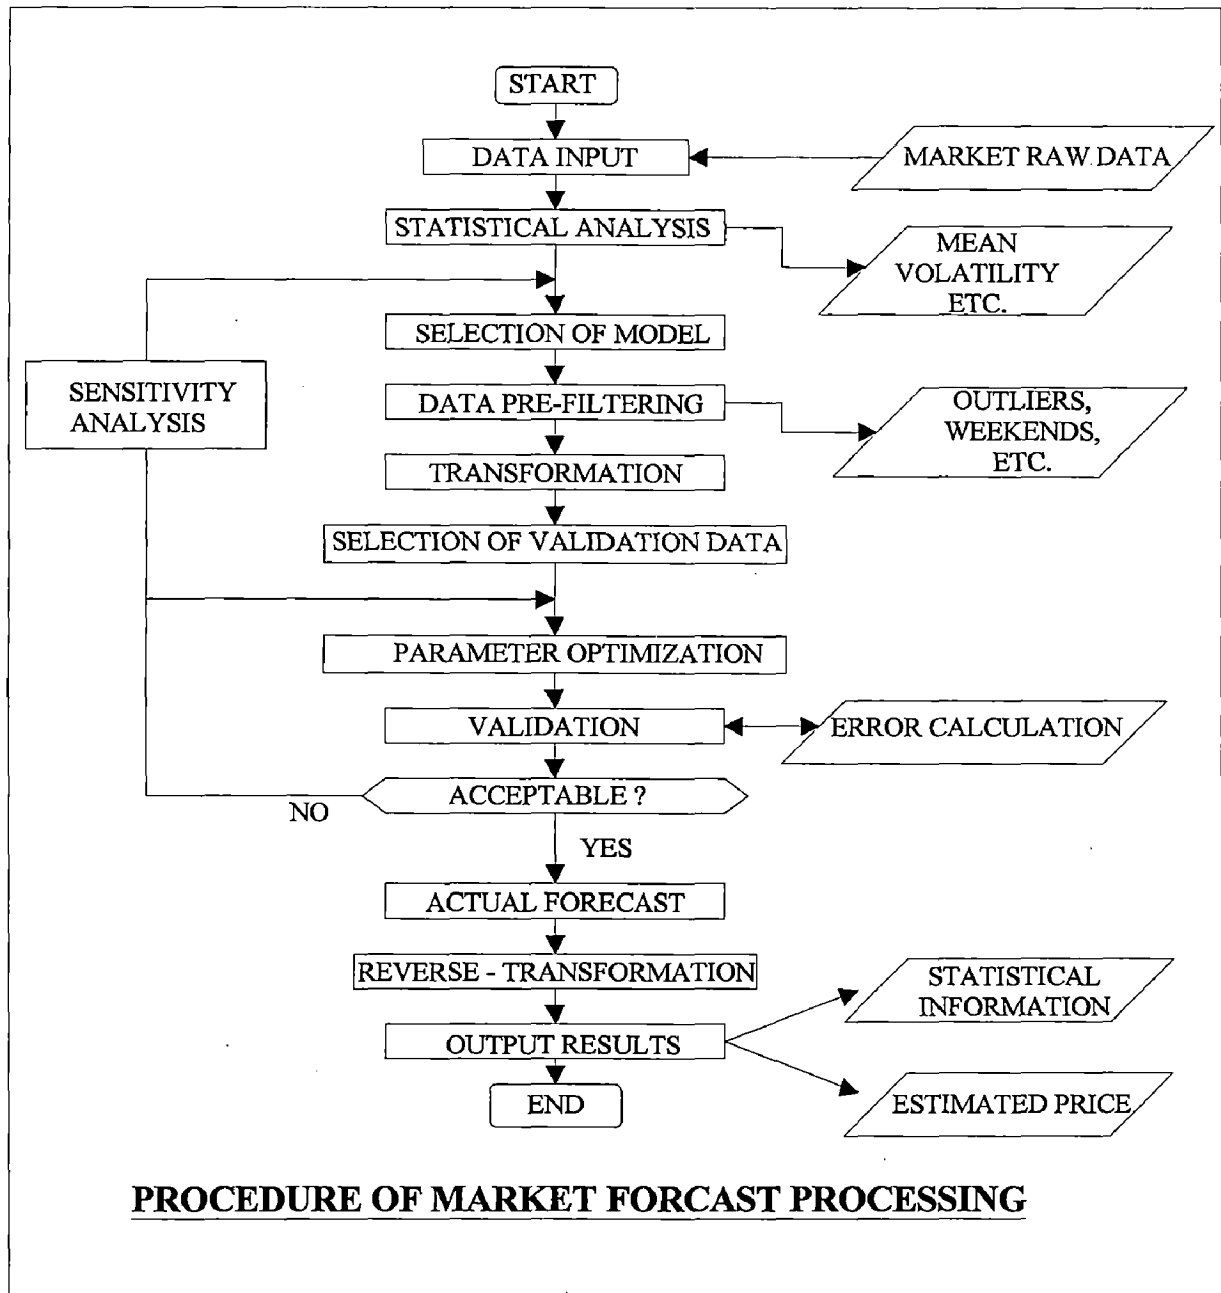 START
DATA INPUT
MARKET RAW DATA
STATISTICAL ANALYSIS
MEAN
VOLATILITY
ETC.
SELECTION OF MODEL
SENSITIVITY
ANALYSIS
DATA PRE-FILTERING
OUTLIERS,
WEEKENDS,
ETC.
TRANSFORMATION
SELECTION OF VALIDATION DATA
PARAMETER OPTIMIZATION
VALIDATION
ERROR CALCULATION
ACCEPTABLE ?
NO
YES
ACTUAL FORECAST
REVERSE - TRANSFORMATION
STATISTICAL
INFORMATION
OUTPUT RESULTS
END
ESTIMATED PRICE
PROCEDURE OF MARKET FORCAST PROCESSING